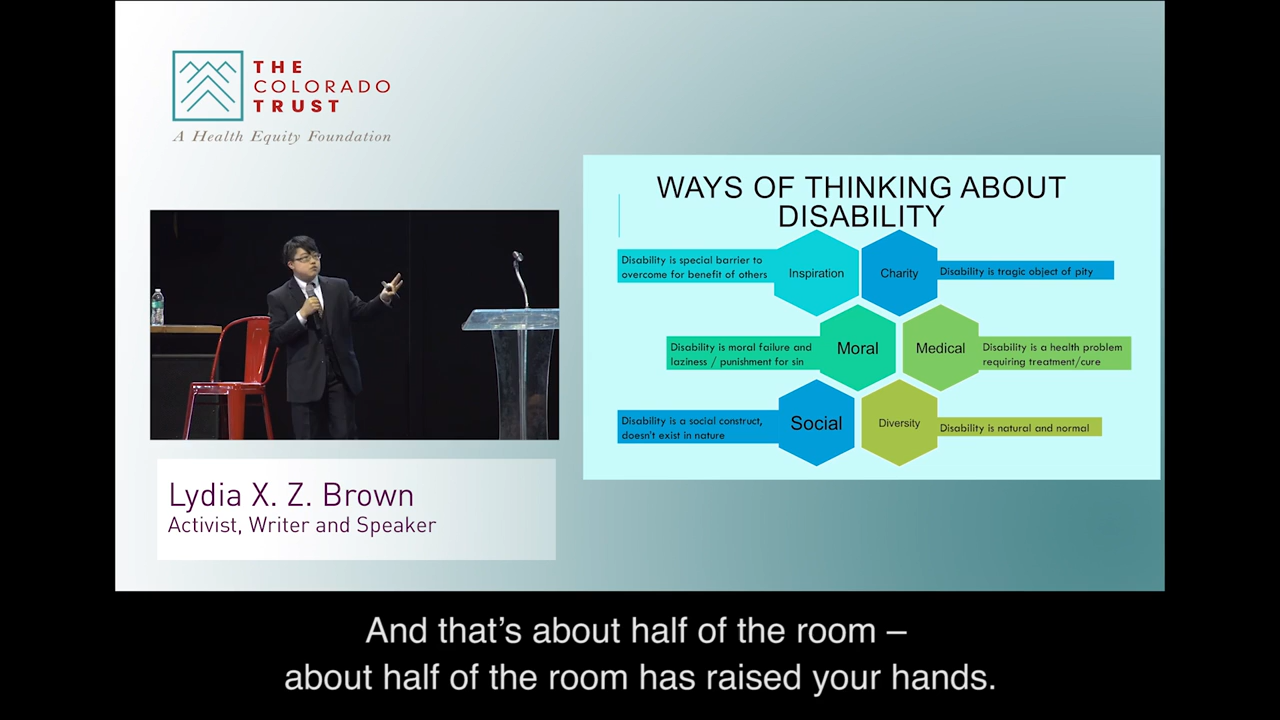 THE
COLORADO
TRUST
A Health Equity Foundation
WAYS OF THINKING ABOUT
DISABILITY
Disability is special barrier to
overcome for benefit of others
Inspiration
Charity
Disability is tragic object of pity
Disability is moral failure and
laziness / punishment for sin
Moral
Medical
Disability is a health problem
requiring treatment/cure
Disability is a social construct,
doesn't exist in nature
Social
Diversity
Disability is natural and normal
Lydia X. Z. Brown
Activist, Writer and Speaker
And that’s about half of the room –
about half of the room has raised your hands.